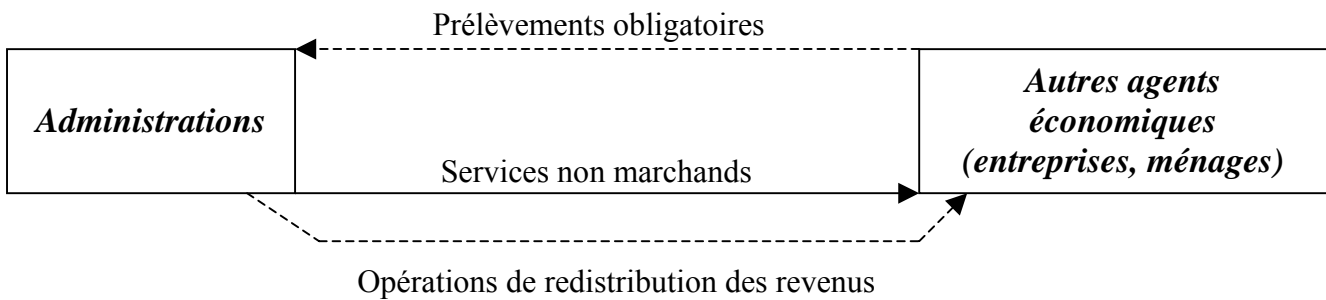 Prélèvements obligatoires
Administrations
Autres agents
économiques
(entreprises, ménages)
Services non marchands
Opérations de redistribution des revenus